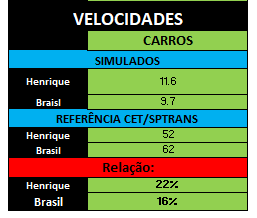 VELOCIDADES
CARROS
SIMULADOS
Henrique 11.6
Braisl 9.7
REFERÊNCIA CET/SPTRANS
Henrique 52
Brasil 62
Relação:
Henrique 22%
Brasil 16%